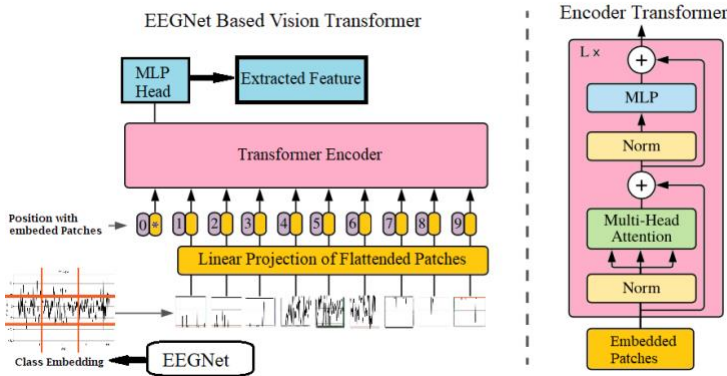 EEGNet Based Vision Transformer
MLP
Head
Extracted Feature
Transformer Encoder
Position with
embeded Patches
0 * 1 2 3 4 5 6 7 8 9
Linear Projection of Flattended Patches
Class Embedding
EEGNet
Encoder Transformer
L ×
+
MLP
Norm
+
Multi-Head
Attention
Norm
Embedded
Patches